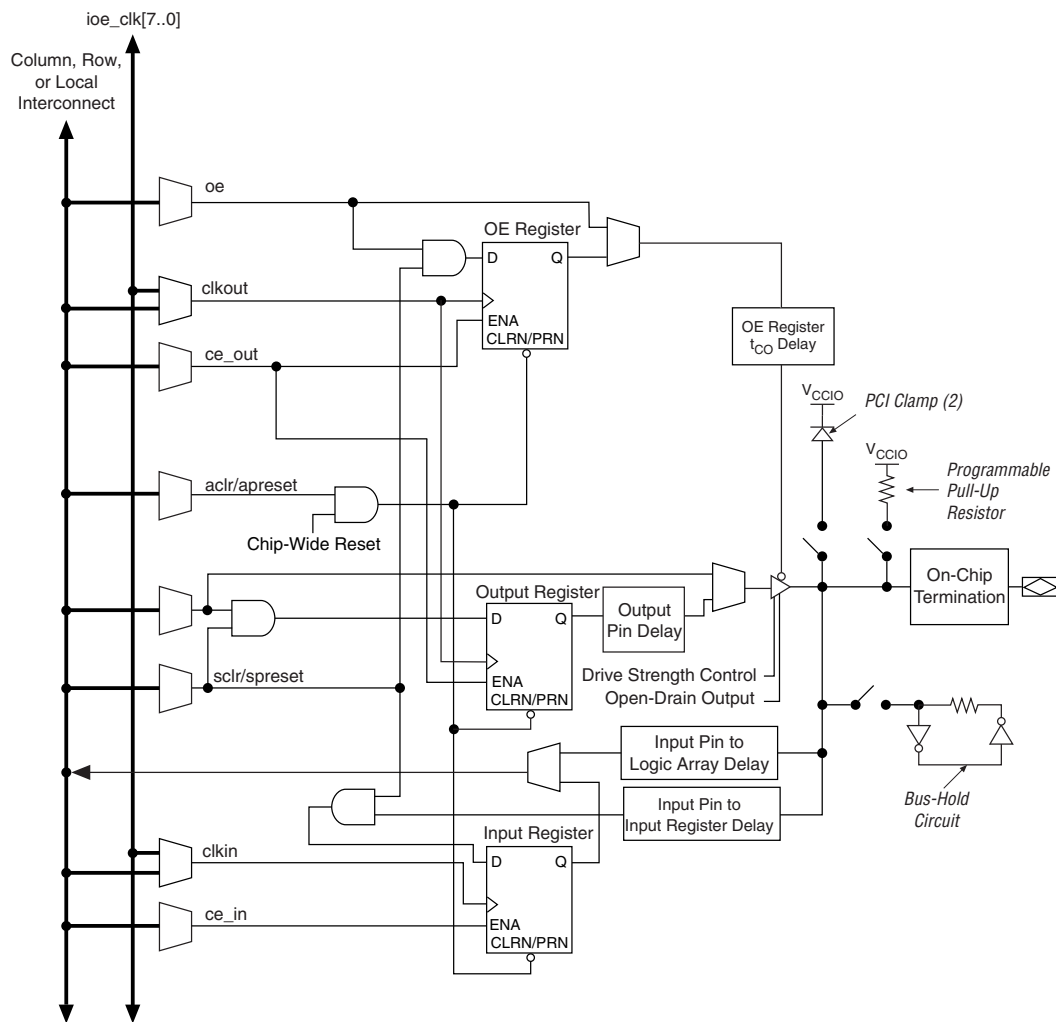 ioe_clk[7..0]
Column, Row,
or Local
Interconnect
oe
OE Register
D Q
clkout
ENA
CLRN/PRN
OE Register
tCO Delay
ce_out
VCCIO
PCI Clamp (2)
VCCIO
Programmable
Pull-Up
Resistor
aclr/apreset
Chip-Wide Reset
On-Chip
Termination
Output Register
D Q
Output
Pin Delay
ENA
CLRN/PRN
sclr/spreset
Drive Strength Control
Open-Drain Output
Input Pin to
Logic Array Delay
Input Pin to
Input Register Delay
Bus-Hold
Circuit
Input Register
D Q
clkin
ce_in
ENA
CLRN/PRN